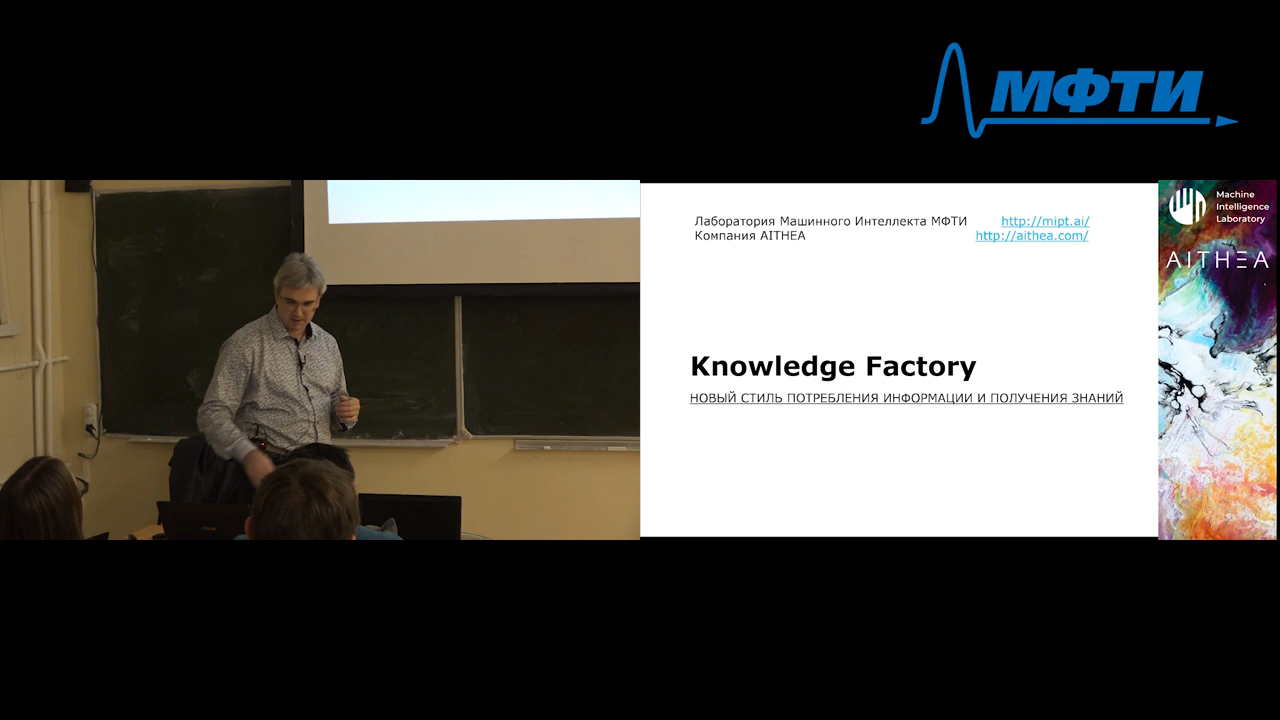 МФТИ
Лаборатория Машинного Интеллекта МФТИ http://mipt.ai/
Компания AITHEA http://aithea.com/
Knowledge Factory
НОВЫЙ СТИЛЬ ПОТРЕБЛЕНИЯ ИНФОРМАЦИИ И ПОЛУЧЕНИЯ ЗНАНИЙ
Machine
Intelligence
Laboratory
AITHEA